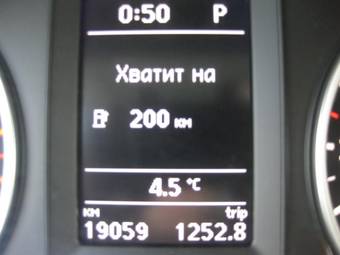 0:50 P
Хватит на
200 км
4.5 °C
км trip
19059 1252.8